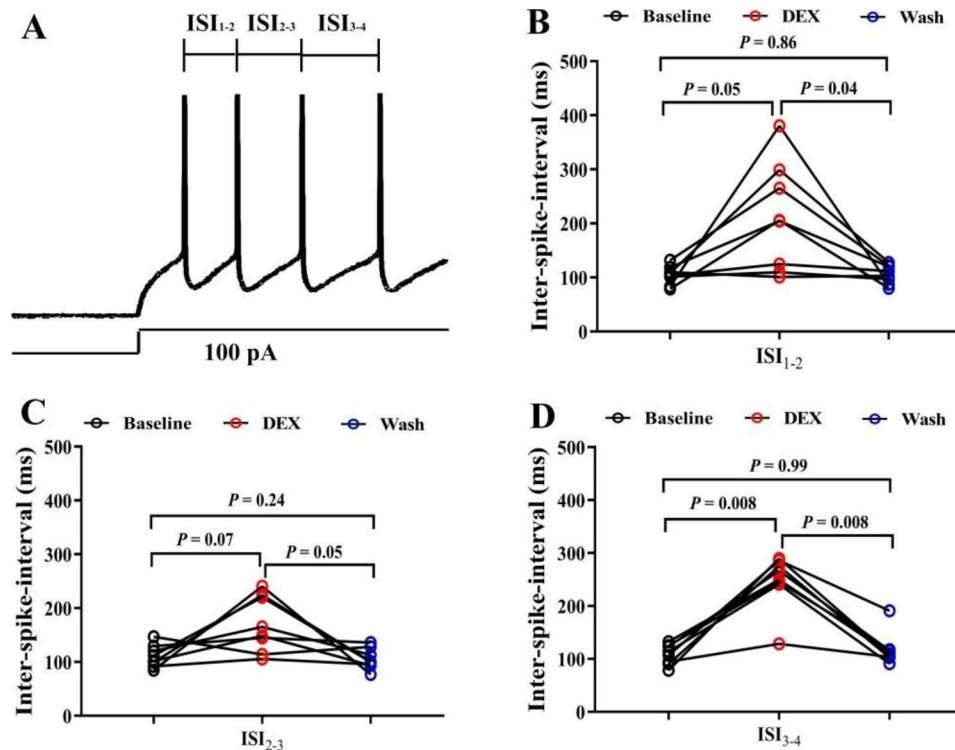 A
ISI1-2 ISI2-3 ISI3-4
100 pA
B
Baseline DEX Wash
P = 0.86
P = 0.05 P = 0.04
Inter-spike-interval (ms)
500
400
300
200
100
0
ISI1-2
C
Baseline DEX Wash
P = 0.24
P = 0.07 P = 0.05
Inter-spike-interval (ms)
500
400
300
200
100
0
ISI2-3
D
Baseline DEX Wash
P = 0.99
P = 0.008 P = 0.008
Inter-spike-interval (ms)
500
400
300
200
100
0
ISI3-4